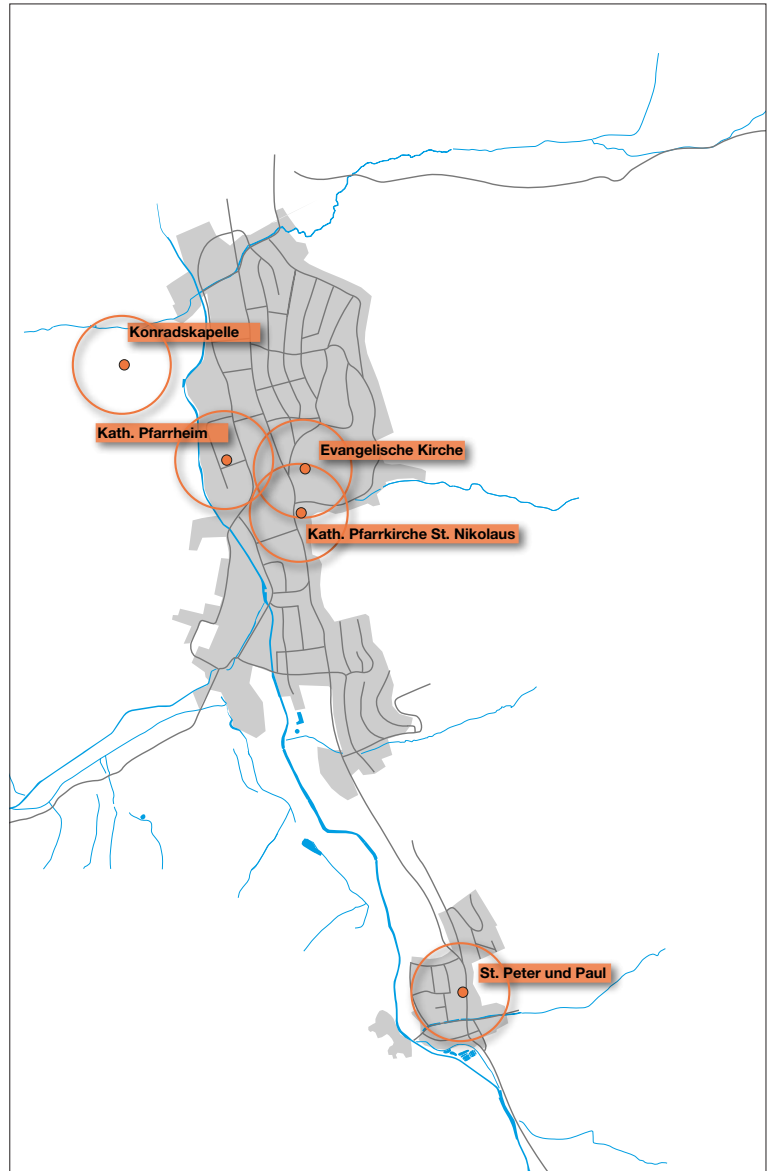 Konradskapelle
Kath. Pfarrheim
Evangelische Kirche
Kath. Pfarrkirche St. Nikolaus
St. Peter und Paul